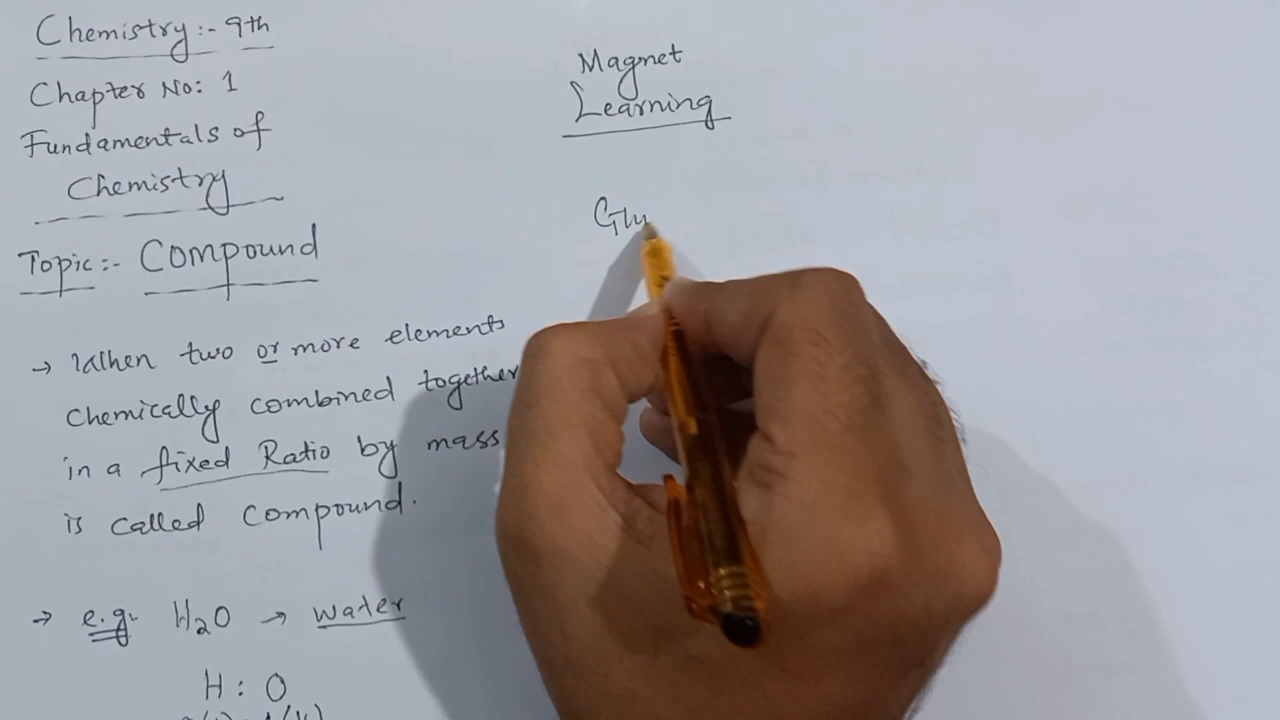 Chemistry:- 9th
Chapter No: 1
Fundamentals of
Chemistry
Topic:- Compound
→ When two or more elements
chemically combined together
in a fixed Ratio by mass
is called compound.
→ e.g. H₂O → water
H : O
Magnet
Learning
Glu